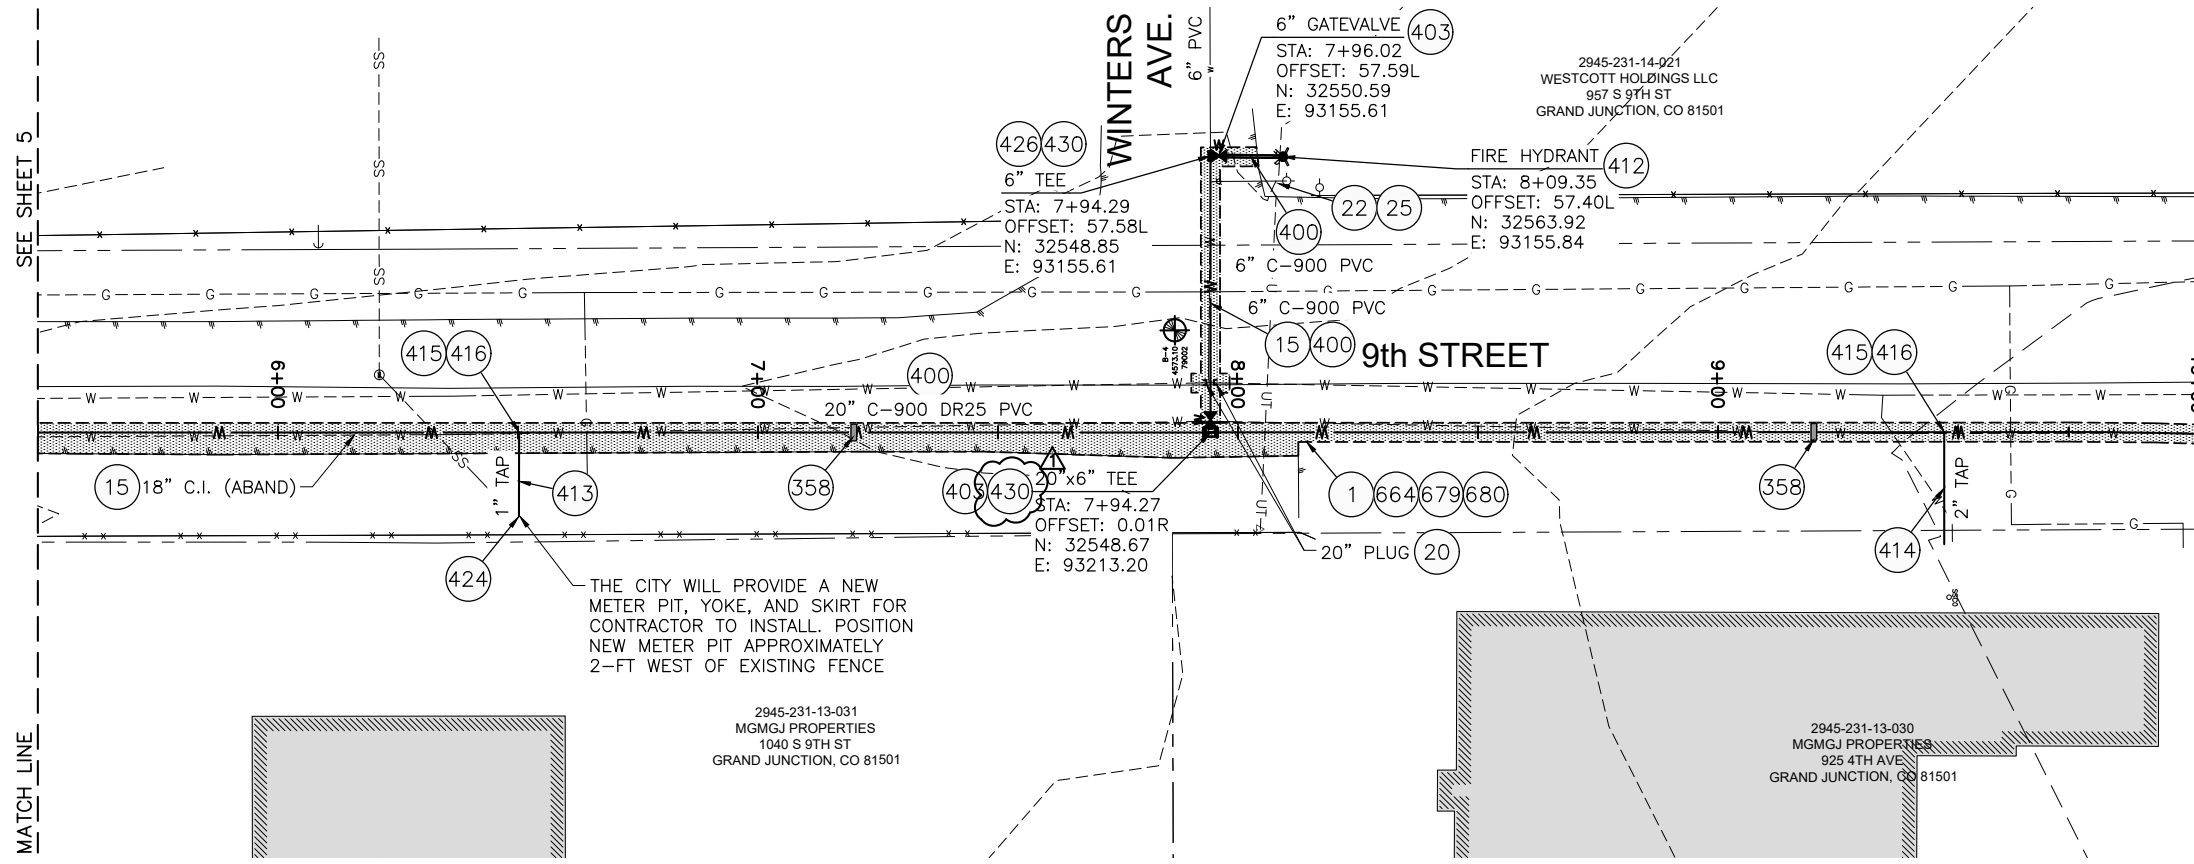 SEE SHEET 5
MATCH LINE
WINTERS
AVE.
6” PVC
6” GATEVALVE
403
STA: 7+96.02
OFFSET: 57.59L
N: 32550.59
E: 93155.61
2945-231-14-021
WESTCOTT HOLDINGS LLC
957 S 9TH ST
GRAND JUNCTION, CO 81501
426
430
6” TEE
STA: 7+94.29
OFFSET: 57.58L
N: 32548.85
E: 93155.61
FIRE HYDRANT
412
STA: 8+09.35
OFFSET: 57.40L
N: 32563.92
E: 93155.84
22
25
400
6” C-900 PVC
6” C-900 PVC
15
400
9th STREET
B-4
4573.10
79002
415
416
400
415
416
6+00
7+00
8+00
9+00
20” C-900 DR25 PVC
15
18” C.I. (ABAND)
1” TAP
413
358
403
430
1
20”x6” TEE
STA: 7+94.27
OFFSET: 0.01R
N: 32548.67
E: 93213.20
1
664
679
680
358
2” TAP
414
20” PLUG
20
424
THE CITY WILL PROVIDE A NEW
METER PIT, YOKE, AND SKIRT FOR
CONTRACTOR TO INSTALL. POSITION
NEW METER PIT APPROXIMATELY
2-FT WEST OF EXISTING FENCE
2945-231-13-031
MGMGJ PROPERTIES
1040 S 9TH ST
GRAND JUNCTION, CO 81501
2945-231-13-030
MGMGJ PROPERTIES
925 4TH AVE
GRAND JUNCTION, CO 81501